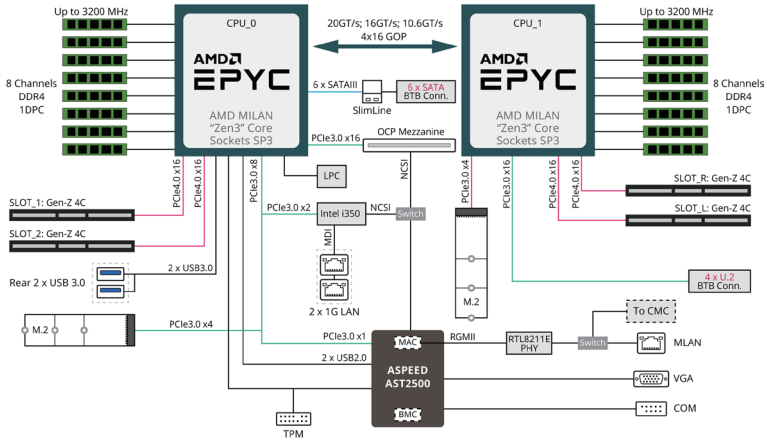 Up to 3200 MHz
CPU_0
20GT/s; 16GT/s; 10.6GT/s
4x16 GOP
CPU_1
Up to 3200 MHz
8 Channels
DDR4
1DPC
AMD
EPYC
AMD MILAN
"Zen3" Core
Sockets SP3
6 x SATAIII
SlimLine
6 x SATA
BTB Conn.
AMD
EPYC
AMD MILAN
"Zen3" Core
Sockets SP3
8 Channels
DDR4
1DPC
PCIe3.0 x16
OCP Mezzanine
PCIe4.0 x16
PCIe4.0 x16
PCIe3.0 x8
LPC
NCSI
PCIe3.0 x4
PCIe3.0 x16
PCIe4.0 x16
PCIe4.0 x16
SLOT_1: Gen-Z 4C
SLOT_2: Gen-Z 4C
SLOT_R: Gen-Z 4C
SLOT_L: Gen-Z 4C
PCIe3.0 x2
Intel i350
NCSI
Switch
MDI
2 x 1G LAN
Rear 2 x USB 3.0
2 x USB3.0
M.2
4 x U.2
BTB Conn.
M.2
PCIe3.0 x4
PCIe3.0 x1
2 x USB2.0
MAC
ASPEED
AST2500
BMC
RGMII
RTL8211E
PHY
Switch
To CMC
MLAN
VGA
COM
TPM